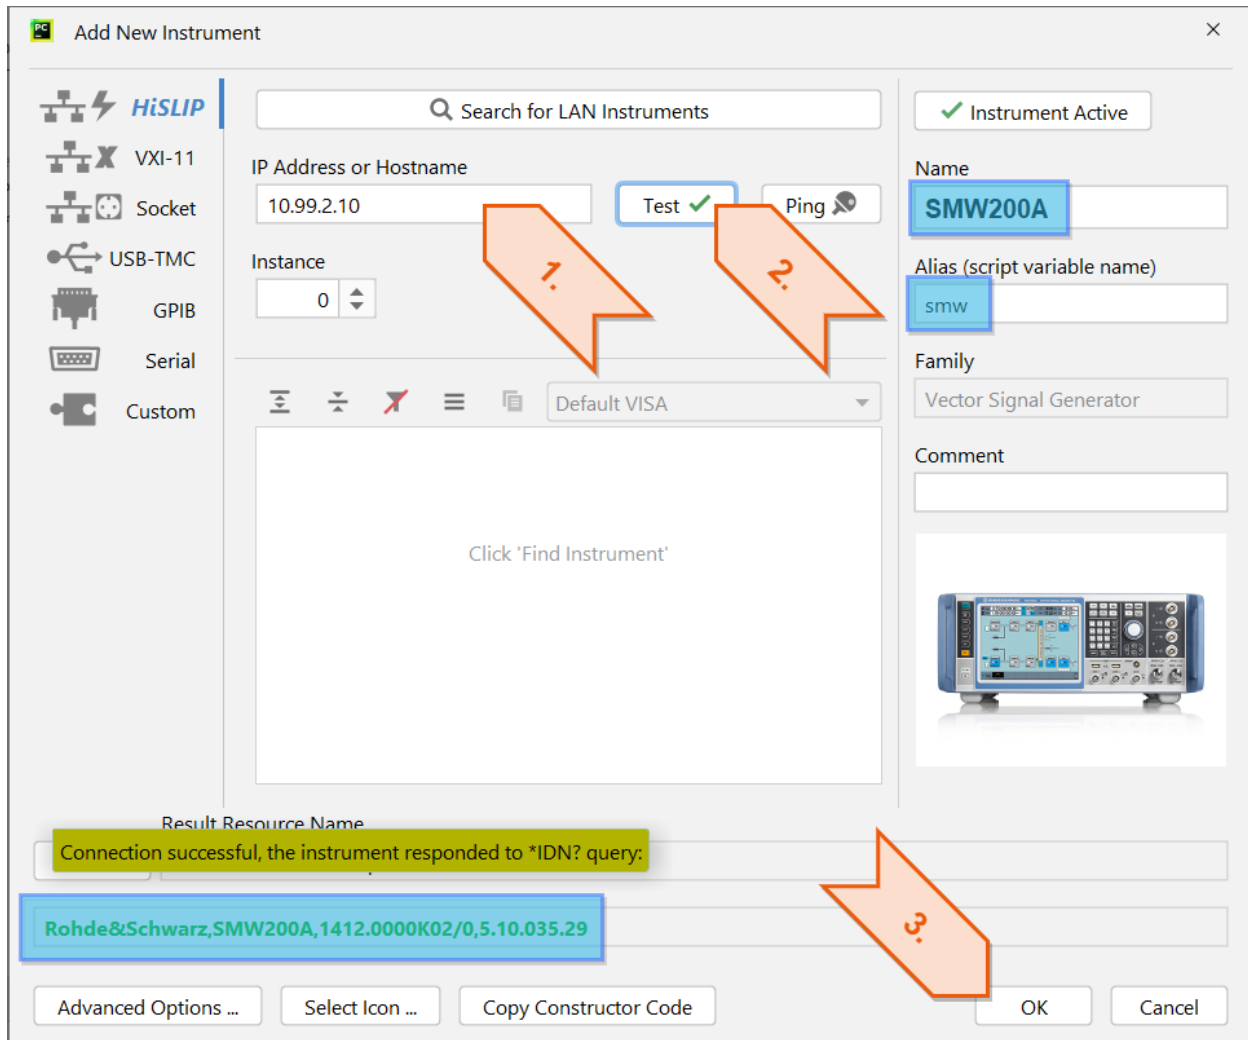 PC
Add New Instrument
HiSLIP
VXI-11
Socket
USB-TMC
GPIB
Serial
Custom
Search for LAN Instruments
IP Address or Hostname
10.99.2.10
Test
Ping
Instance
0
1.
2.
Default VISA
Click 'Find Instrument'
Instrument Active
Name
SMW200A
Alias (script variable name)
smw
Family
Vector Signal Generator
Comment
Result Resource Name
Connection successful, the instrument responded to *IDN? query:
Rohde&Schwarz,SMW200A,1412.0000K02/0,5.10.035.29
3.
Advanced Options ...
Select Icon ...
Copy Constructor Code
OK
Cancel